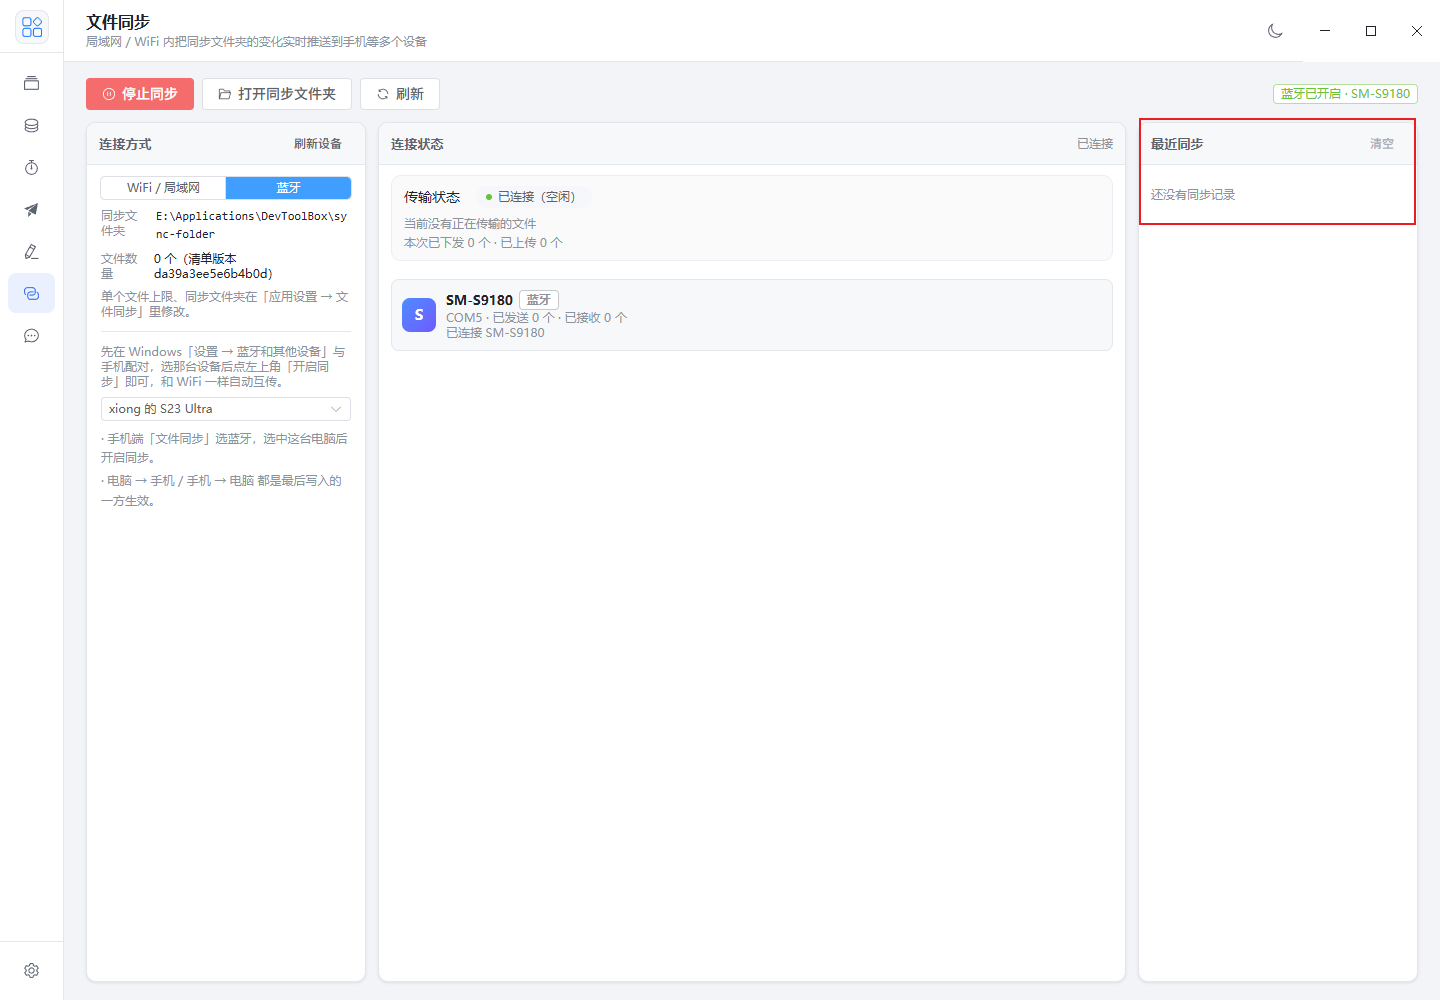 文件同步
局域网 / WiFi 内把同步文件夹的变化实时推送到手机等多个设备
停止同步
打开同步文件夹
刷新
蓝牙已开启 · SM-S9180
连接方式
刷新设备
WiFi / 局域网
蓝牙
同步文件夹
E:\Applications\DevToolBox\sy
nc-folder
文件数量
0 个（清单版本
da39a3ee5e6b4b0d）
单个文件上限、同步文件夹在「应用设置 → 文
件同步」里修改。
先在 Windows「设置 → 蓝牙和其他设备」与
手机配对，选那台设备后点左上角「开启同
步」即可，和 WiFi 一样自动互传。
xiong 的 S23 Ultra
· 手机端「文件同步」选蓝牙，选中这台电脑后
开启同步。
· 电脑 → 手机 / 手机 → 电脑 都是最后写入的
一方生效。
连接状态
已连接
传输状态
已连接（空闲）
当前没有正在传输的文件
本次已下发 0 个 · 已上传 0 个
S
SM-S9180
蓝牙
COM5 · 已发送 0 个 · 已接收 0 个
已连接 SM-S9180
最近同步
清空
还没有同步记录